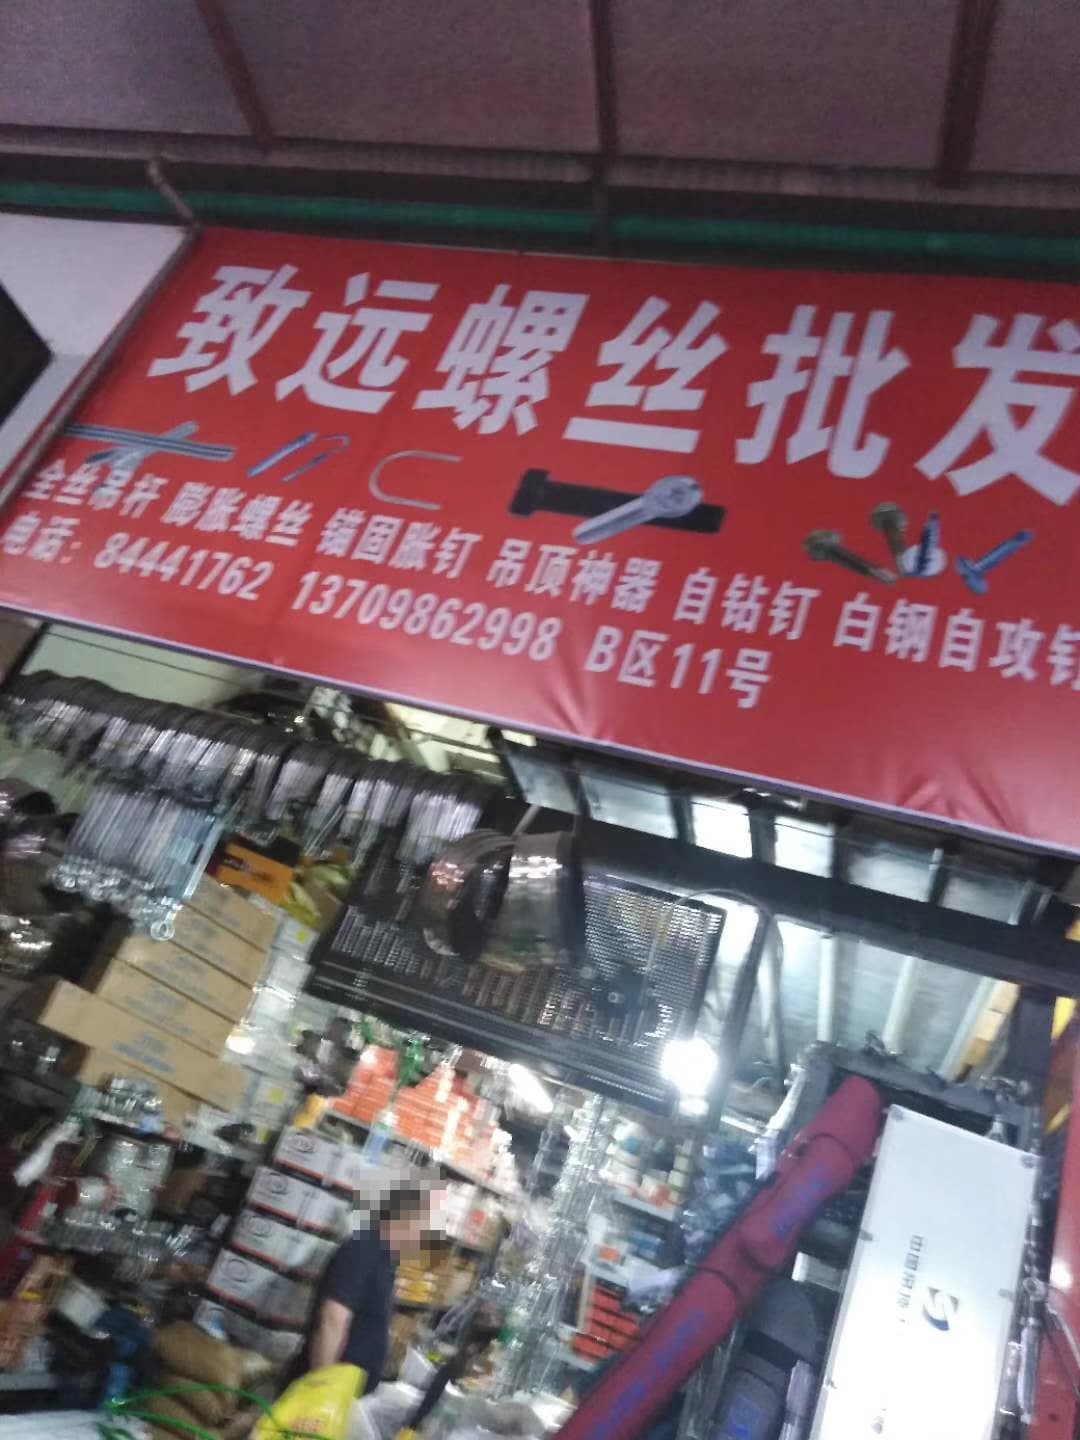 致远螺丝批发
全丝吊杆 膨胀螺丝 锚固胀钉 吊顶神器 自钻钉 白钢自攻钉
电话：84441762 13709862998 B区11号